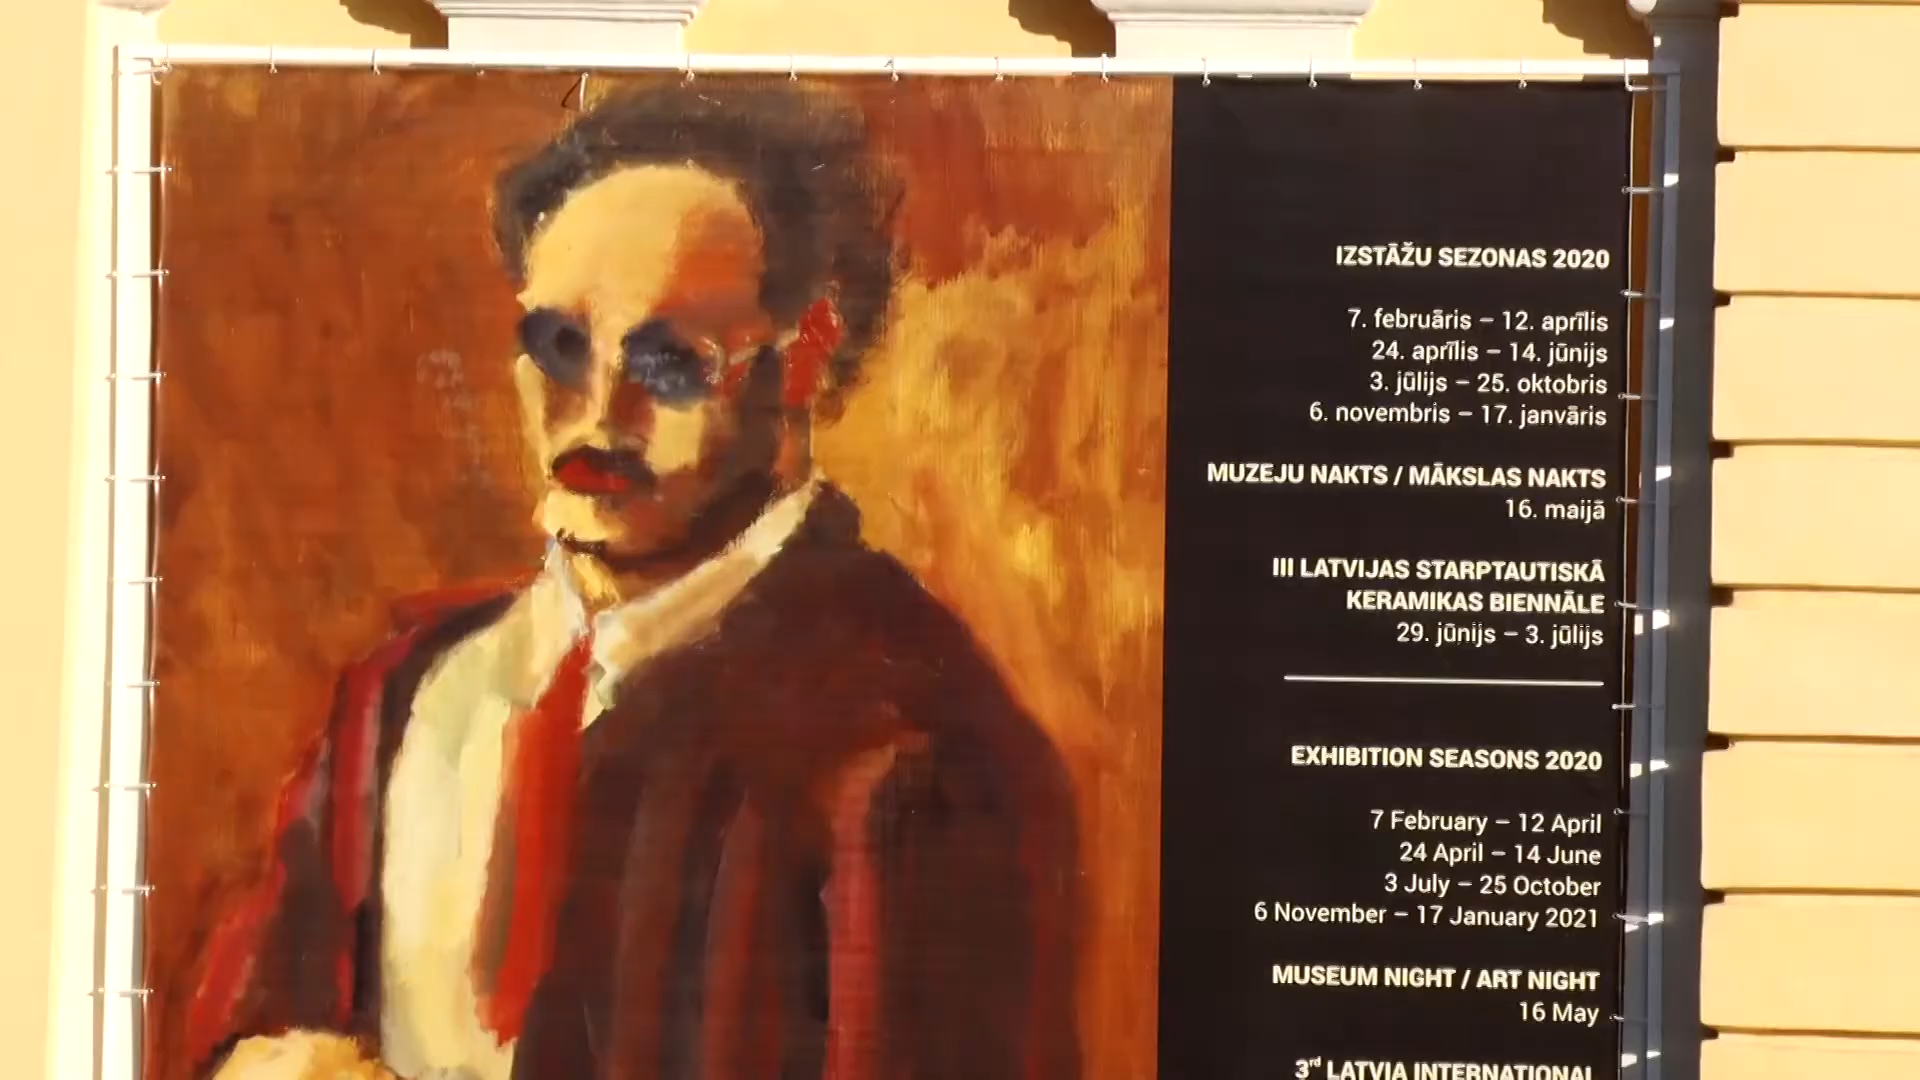 IZSTĀŽU SEZONAS 2020
7. februāris – 12. aprīlis
24. aprīlis – 14. jūnijs
3. jūlijs – 25. oktobris
6. novembris – 17. janvāris
MUZEJU NAKTS / MĀKSLAS NAKTS
16. maijā
III LATVIJAS STARPTAUTISKĀ
KERAMIKAS BIENNĀLE
29. jūnijs – 3. jūlijs
EXHIBITION SEASONS 2020
7 February – 12 April
24 April – 14 June
3 July – 25 October
6 November – 17 January 2021
MUSEUM NIGHT / ART NIGHT
16 May
3rd LATVIA INTERNATIONAL